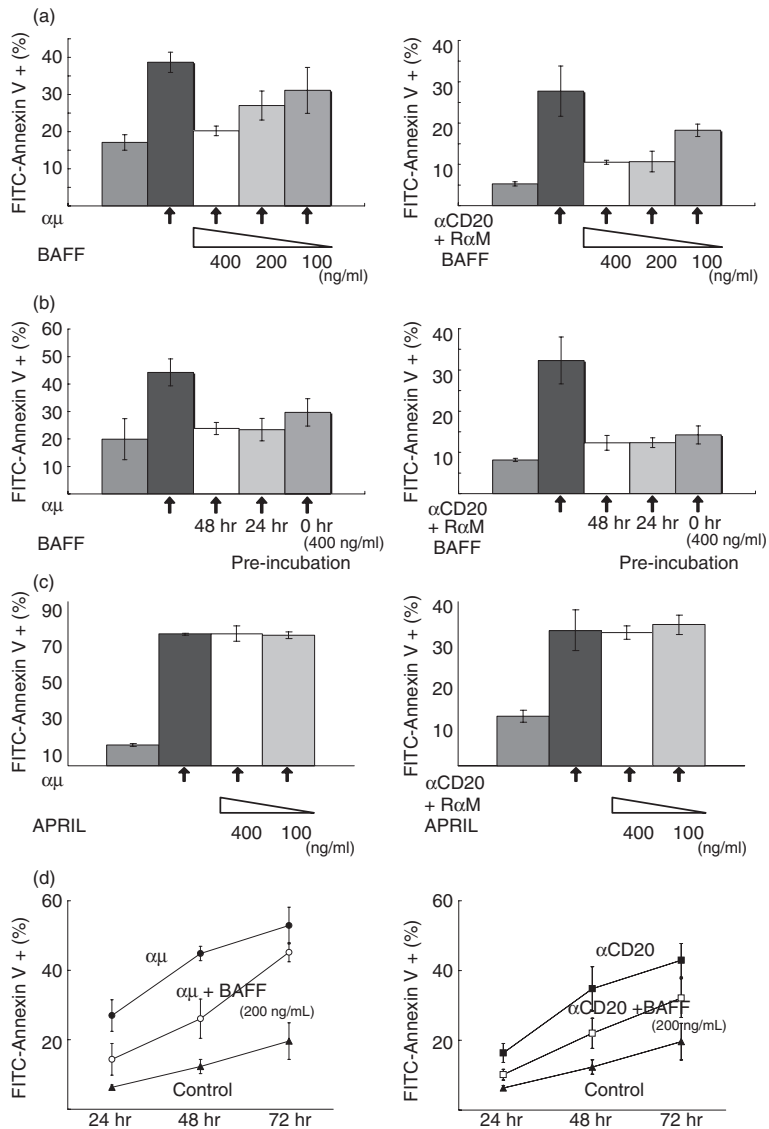 (a)
FITC-Annexin V + (%)
40
30
20
10
αμ
BAFF
400 200 100
(ng/ml)
FITC-Annexin V + (%)
40
30
20
10
αCD20
+ RαM
BAFF
400 200 100
(ng/ml)
(b)
FITC-Annexin V + (%)
60
50
40
30
20
10
αμ
BAFF
48 hr 24 hr 0 hr
(400 ng/ml)
Pre-incubation
FITC-Annexin V + (%)
40
30
20
10
αCD20
+ RαM
BAFF
48 hr 24 hr 0 hr
(400 ng/ml)
Pre-incubation
(c)
FITC-Annexin V + (%)
90
70
50
30
10
αμ
APRIL
400 100
(ng/ml)
FITC-Annexin V + (%)
40
30
20
10
αCD20
+ RαM
APRIL
400 100
(ng/ml)
(d)
FITC-Annexin V + (%)
60
40
20
αμ
αμ + BAFF
(200 ng/mL)
Control
24 hr 48 hr 72 hr
FITC-Annexin V + (%)
60
40
20
αCD20
αCD20 +BAFF
(200 ng/mL)
Control
24 hr 48 hr 72 hr